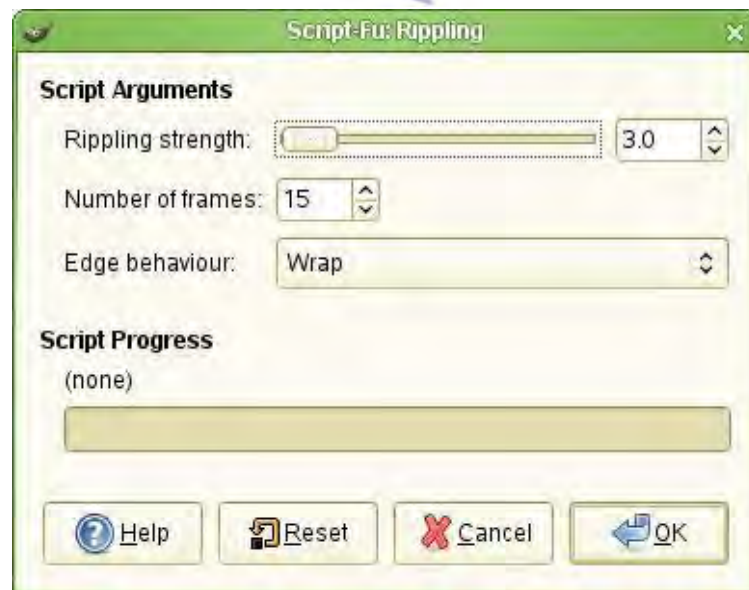 Script-Fu: Rippling
Script Arguments
Rippling strength: 3.0
Number of frames: 15
Edge behaviour: Wrap
Script Progress
(none)
Help Reset Cancel OK